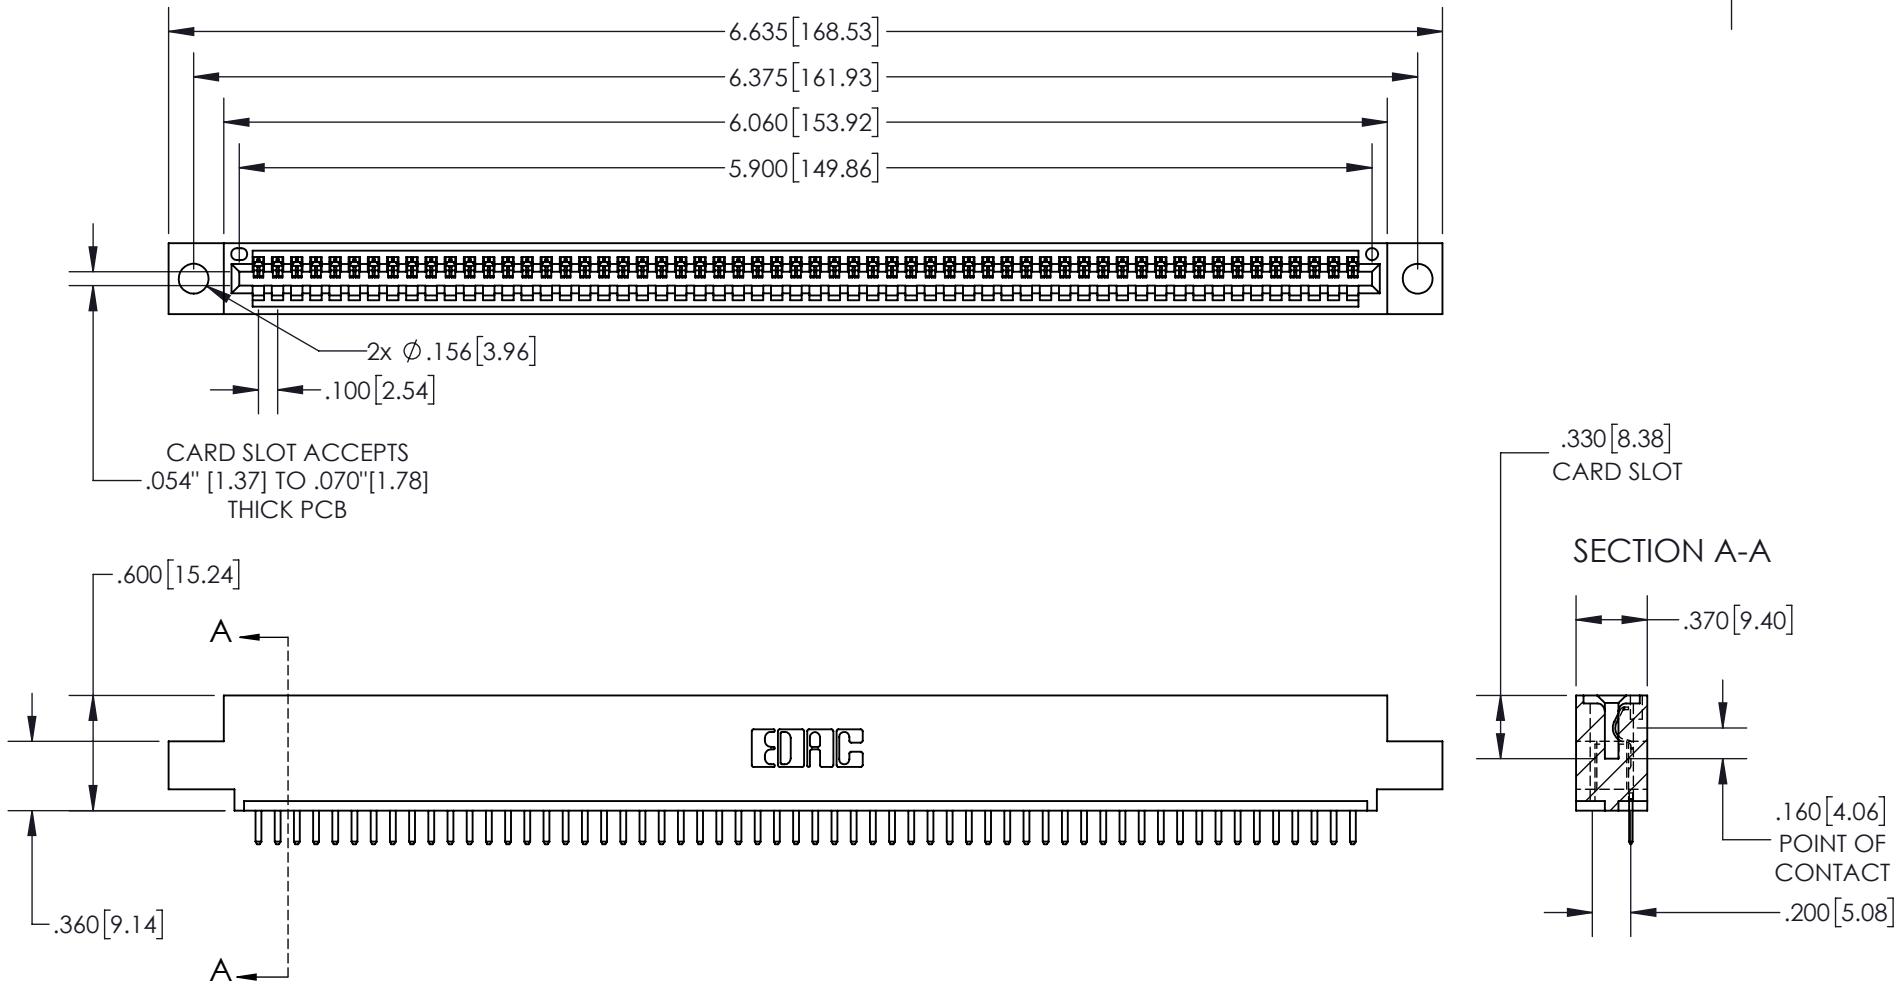 6.635[168.53]
6.375[161.93]
6.060[153.92]
5.900[149.86]
2x Ø.156[3.96]
.100[2.54]
CARD SLOT ACCEPTS
.054" [1.37] TO .070"[1.78]
THICK PCB
.330[8.38]
CARD SLOT
SECTION A-A
.600[15.24]
.370[9.40]
A
EDAC
.160[4.06]
POINT OF
CONTACT
.360[9.14]
.200[5.08]
A